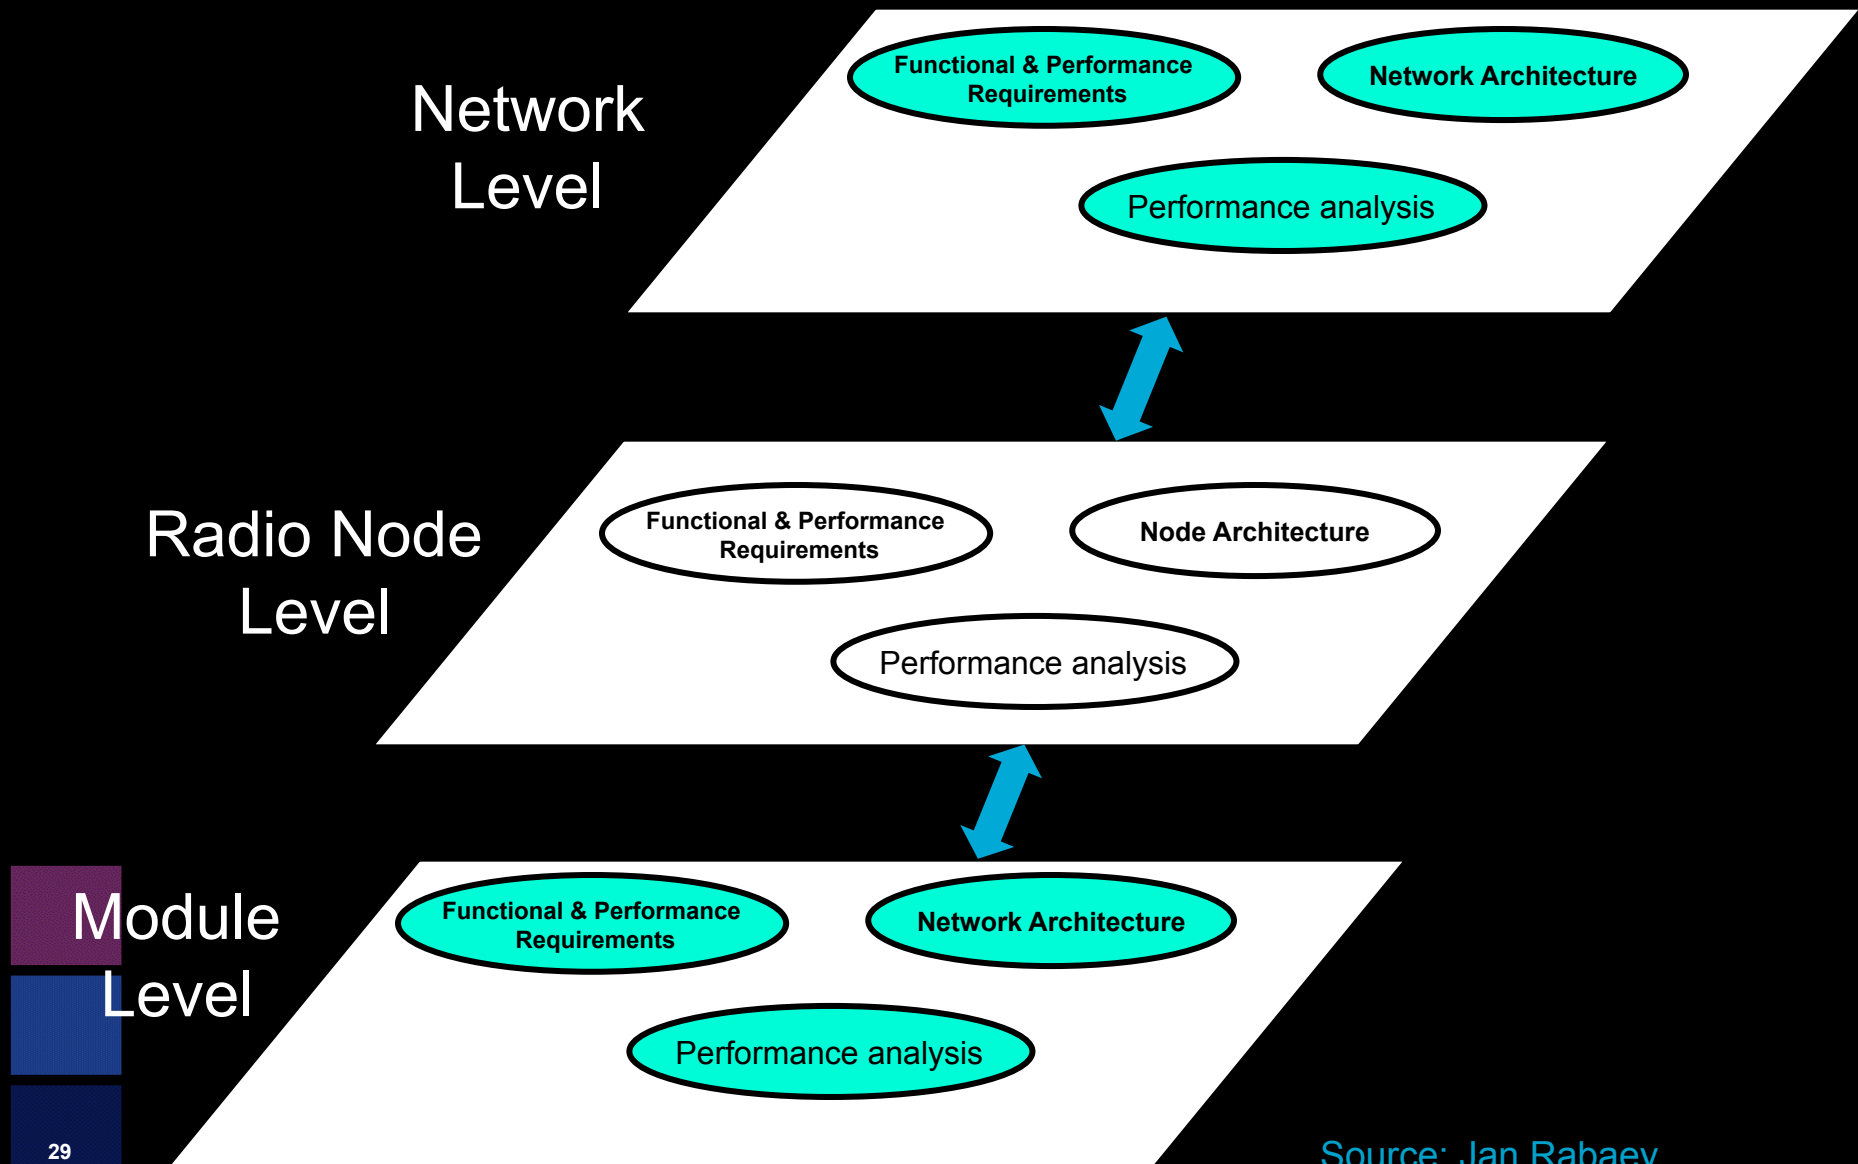 Network
Level
Functional & Performance
Requirements
Network Architecture
Performance analysis
Radio Node
Level
Functional & Performance
Requirements
Node Architecture
Performance analysis
Module
Level
Functional & Performance
Requirements
Network Architecture
Performance analysis
29
Source: Jan Rabaey